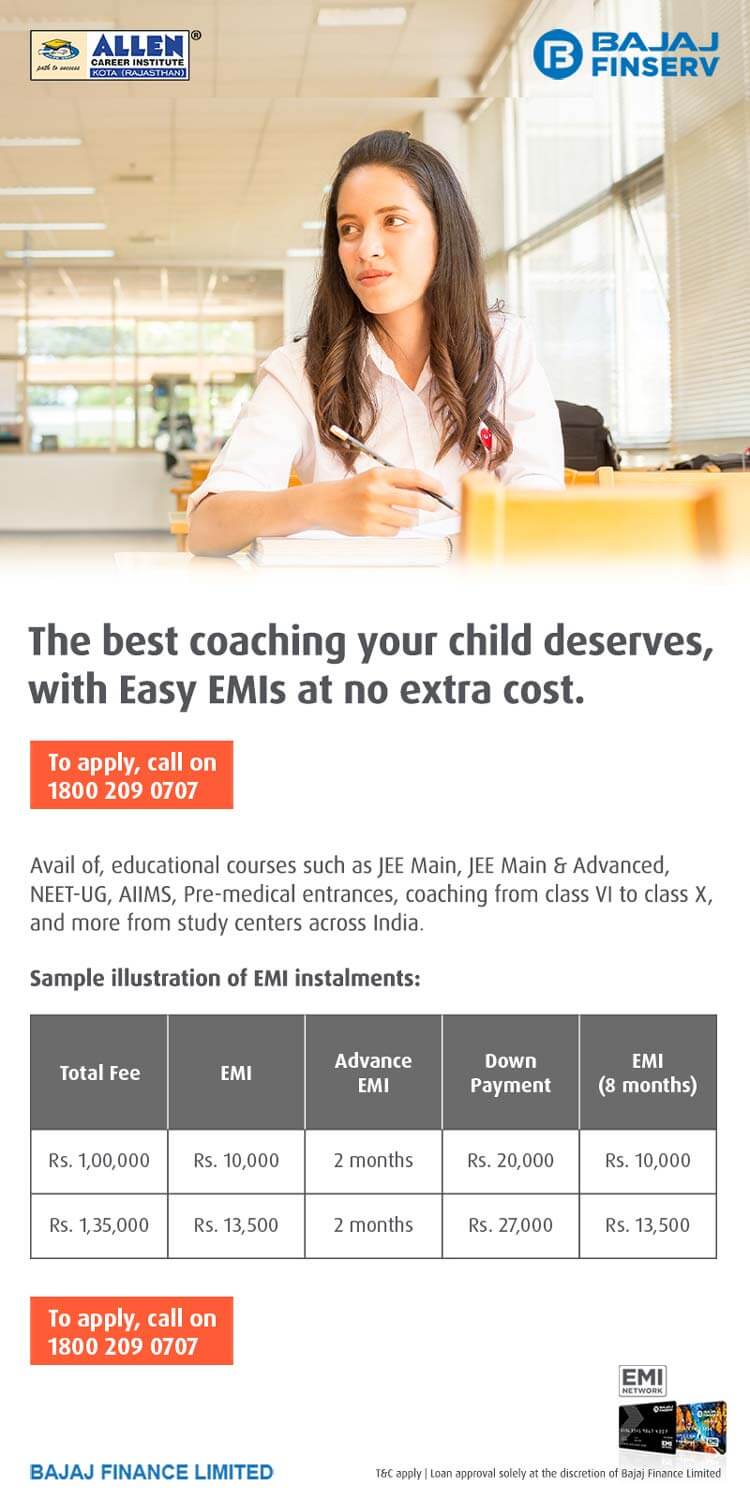 ALLEN®
CAREER INSTITUTE
KOTA (RAJASTHAN)
path to success
BAJAJ
FINSERV
The best coaching your child deserves,
with Easy EMIs at no extra cost.
To apply, call on
1800 209 0707
Avail of, educational courses such as JEE Main, JEE Main & Advanced,
NEET-UG, AIIMS, Pre-medical entrances, coaching from class VI to class X,
and more from study centers across India.
Sample illustration of EMI instalments:
Total Fee EMI Advance EMI Down Payment EMI (8 months)
Rs. 1,00,000 Rs. 10,000 2 months Rs. 20,000 Rs. 10,000
Rs. 1,35,000 Rs. 13,500 2 months Rs. 27,000 Rs. 13,500
To apply, call on
1800 209 0707
EMI
NETWORK
BAJAJ
FINSERV
EMI
BAJAJ FINANCE LIMITED
T&C apply | Loan approval solely at the discretion of Bajaj Finance Limited